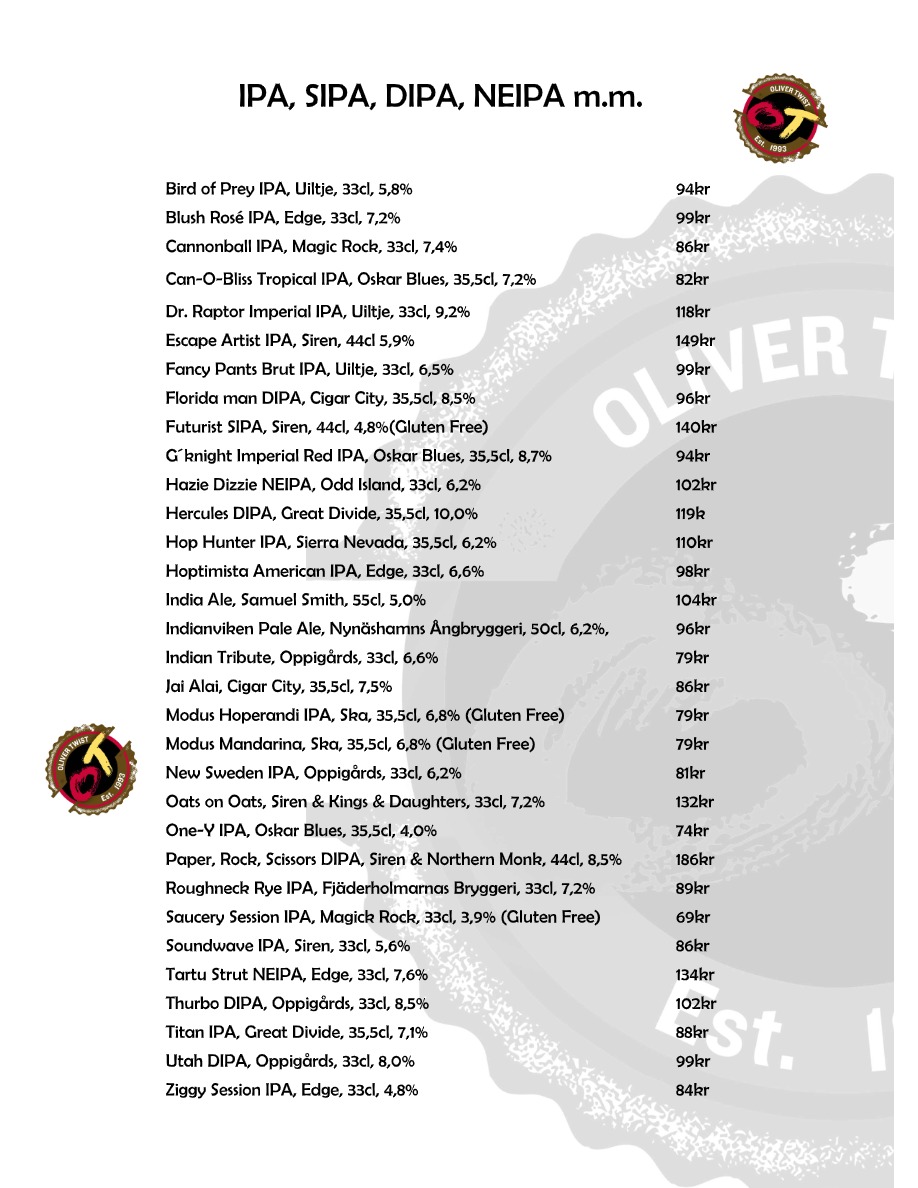 IPA, SIPA, DIPA, NEIPA m.m.
OLIVER TWIST
OT
Est. 1993
Bird of Prey IPA, Uiltje, 33cl, 5,8% 94kr
Blush Rosé IPA, Edge, 33cl, 7,2% 99kr
Cannonball IPA, Magic Rock, 33cl, 7,4% 86kr
Can-O-Bliss Tropical IPA, Oskar Blues, 35,5cl, 7,2% 82kr
Dr. Raptor Imperial IPA, Uiltje, 33cl, 9,2% 118kr
Escape Artist IPA, Siren, 44cl 5,9% 149kr
Fancy Pants Brut IPA, Uiltje, 33cl, 6,5% 99kr
Florida man DIPA, Cigar City, 35,5cl, 8,5% 96kr
Futurist SIPA, Siren, 44cl, 4,8%(Gluten Free) 140kr
G´knight Imperial Red IPA, Oskar Blues, 35,5cl, 8,7% 94kr
Hazie Dizzie NEIPA, Odd Island, 33cl, 6,2% 102kr
Hercules DIPA, Great Divide, 35,5cl, 10,0% 119k
Hop Hunter IPA, Sierra Nevada, 35,5cl, 6,2% 110kr
Hoptimista American IPA, Edge, 33cl, 6,6% 98kr
India Ale, Samuel Smith, 55cl, 5,0% 104kr
Indianviken Pale Ale, Nynäshamns Ångbryggeri, 50cl, 6,2%, 96kr
Indian Tribute, Oppigårds, 33cl, 6,6% 79kr
Jai Alai, Cigar City, 35,5cl, 7,5% 86kr
Modus Hoperandi IPA, Ska, 35,5cl, 6,8% (Gluten Free) 79kr
Modus Mandarina, Ska, 35,5cl, 6,8% (Gluten Free) 79kr
New Sweden IPA, Oppigårds, 33cl, 6,2% 81kr
Oats on Oats, Siren & Kings & Daughters, 33cl, 7,2% 132kr
One-Y IPA, Oskar Blues, 35,5cl, 4,0% 74kr
Paper, Rock, Scissors DIPA, Siren & Northern Monk, 44cl, 8,5% 186kr
Roughneck Rye IPA, Fjäderholmarnas Bryggeri, 33cl, 7,2% 89kr
Saucery Session IPA, Magick Rock, 33cl, 3,9% (Gluten Free) 69kr
Soundwave IPA, Siren, 33cl, 5,6% 86kr
Tartu Strut NEIPA, Edge, 33cl, 7,6% 134kr
Thurbo DIPA, Oppigårds, 33cl, 8,5% 102kr
Titan IPA, Great Divide, 35,5cl, 7,1% 88kr
Utah DIPA, Oppigårds, 33cl, 8,0% 99kr
Ziggy Session IPA, Edge, 33cl, 4,8% 84kr
OLIVER TWIST
OT
Est. 1993
OLIVER T
Est. 1